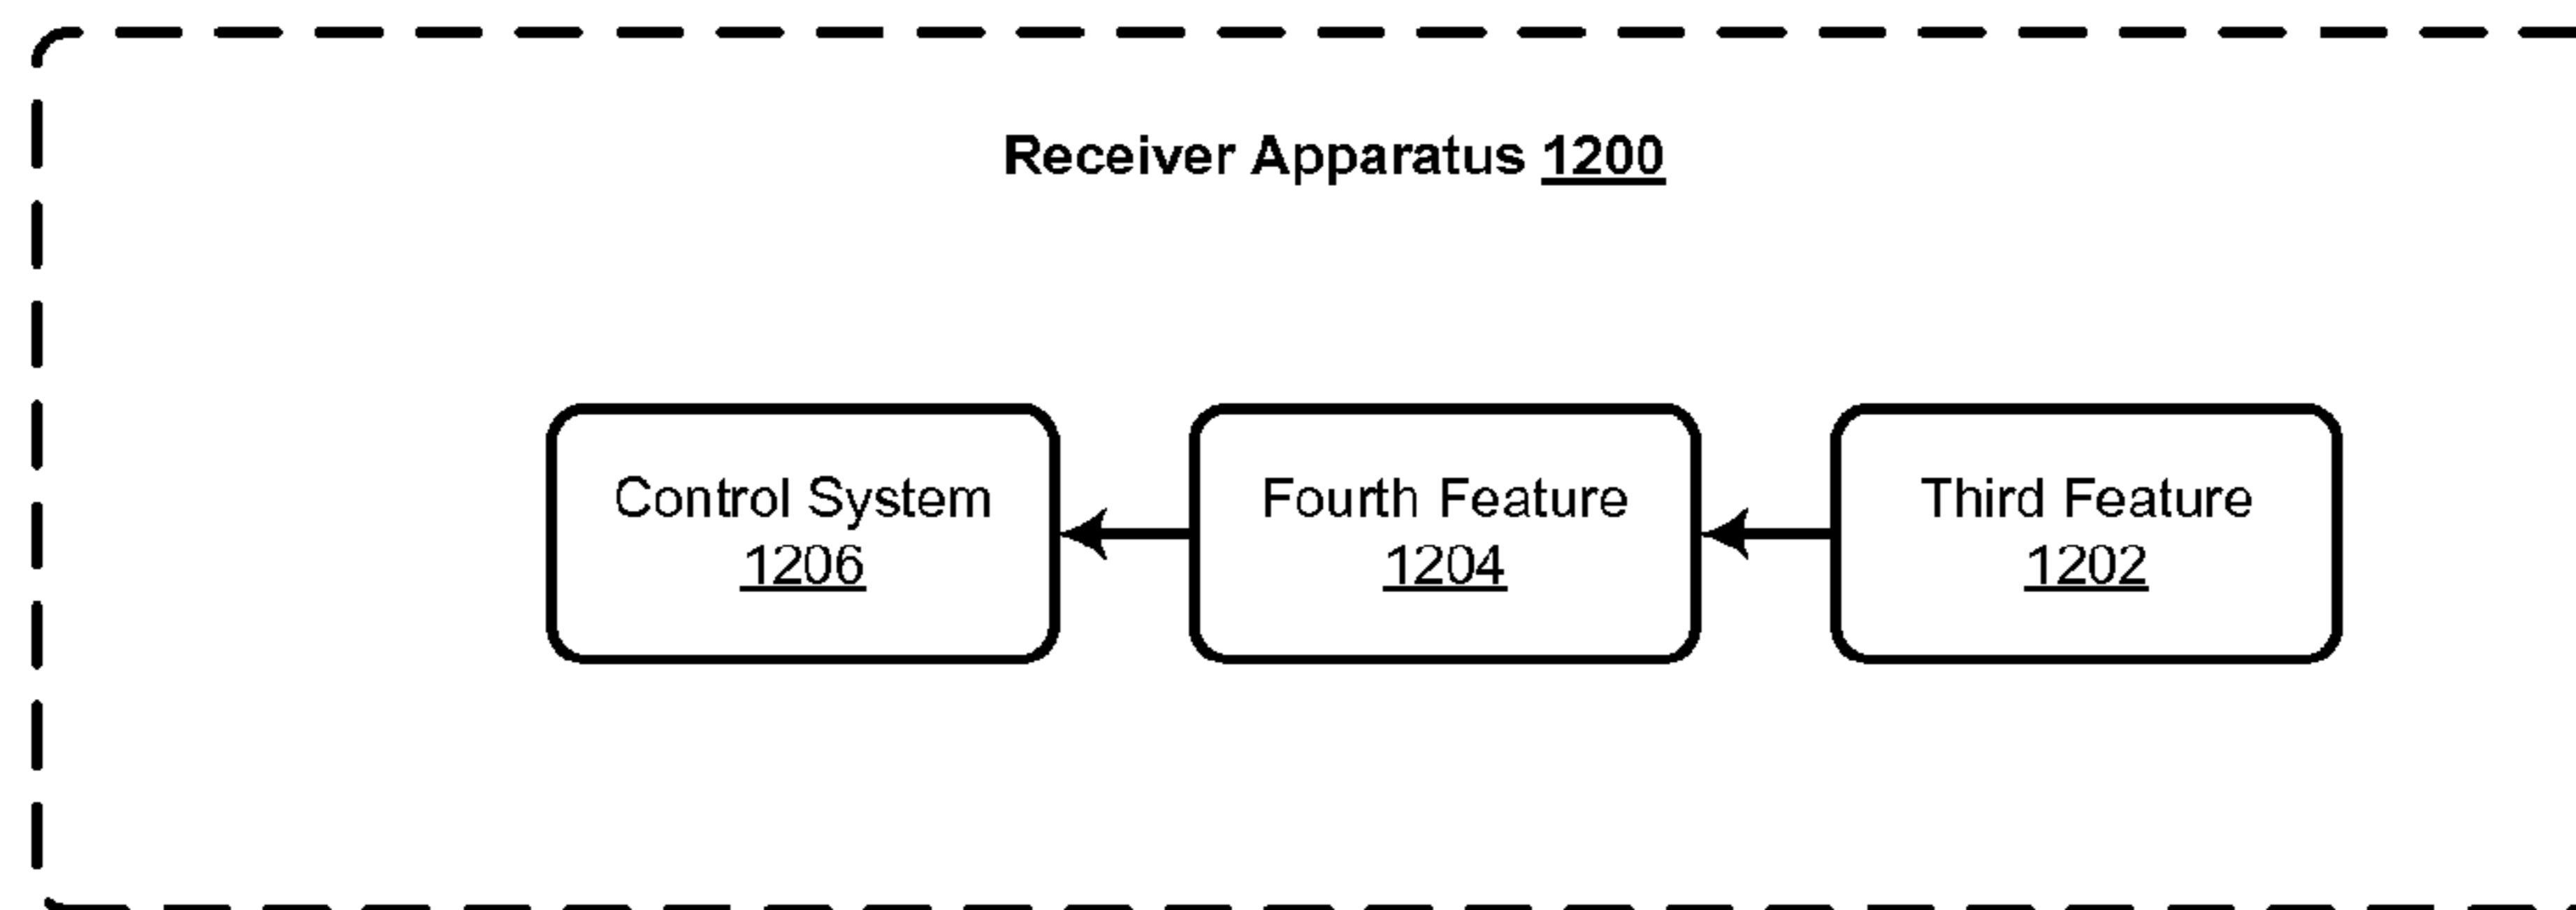 Receiver Apparatus 1200
Control System
1206
Fourth Feature
1204
Third Feature
1202